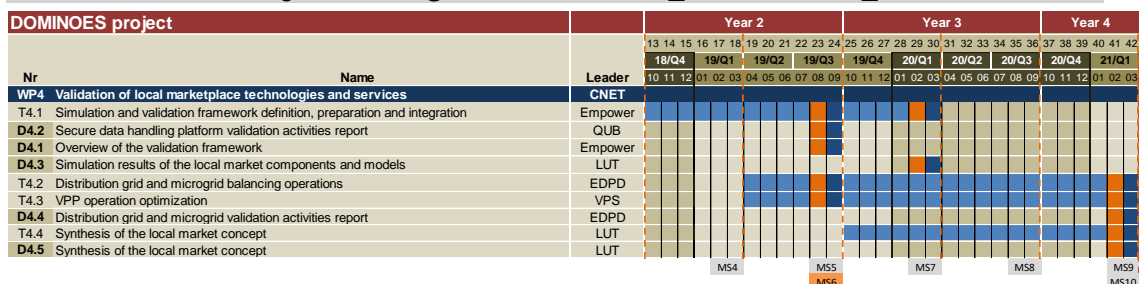 DOMINOES project Year 2 Year 3 Year 4
13 14 15 16 17 18 19 20 21 22 23 24 25 26 27 28 29 30 31 32 33 34 35 36 37 38 39 40 41 42
18/Q4 19/Q1 19/Q2 19/Q3 19/Q4 20/Q1 20/Q2 20/Q3 20/Q4 21/Q1
Nr Name Leader 10 11 12 01 02 03 04 05 06 07 08 09 10 11 12 01 02 03 04 05 06 07 08 09 10 11 12 01 02 03
WP4 Validation of local marketplace technologies and services CNET
T4.1 Simulation and validation framework definition, preparation and integration Empower
D4.2 Secure data handling platform validation activities report QUB
D4.1 Overview of the validation framework Empower
D4.3 Simulation results of the local market components and models LUT
T4.2 Distribution grid and microgrid balancing operations EDPD
T4.3 VPP operation optimization VPS
D4.4 Distribution grid and microgrid validation activities report EDPD
T4.4 Synthesis of the local market concept LUT
D4.5 Synthesis of the local market concept LUT
MS4 MS5 MS7 MS8 MS9
MS6 MS10